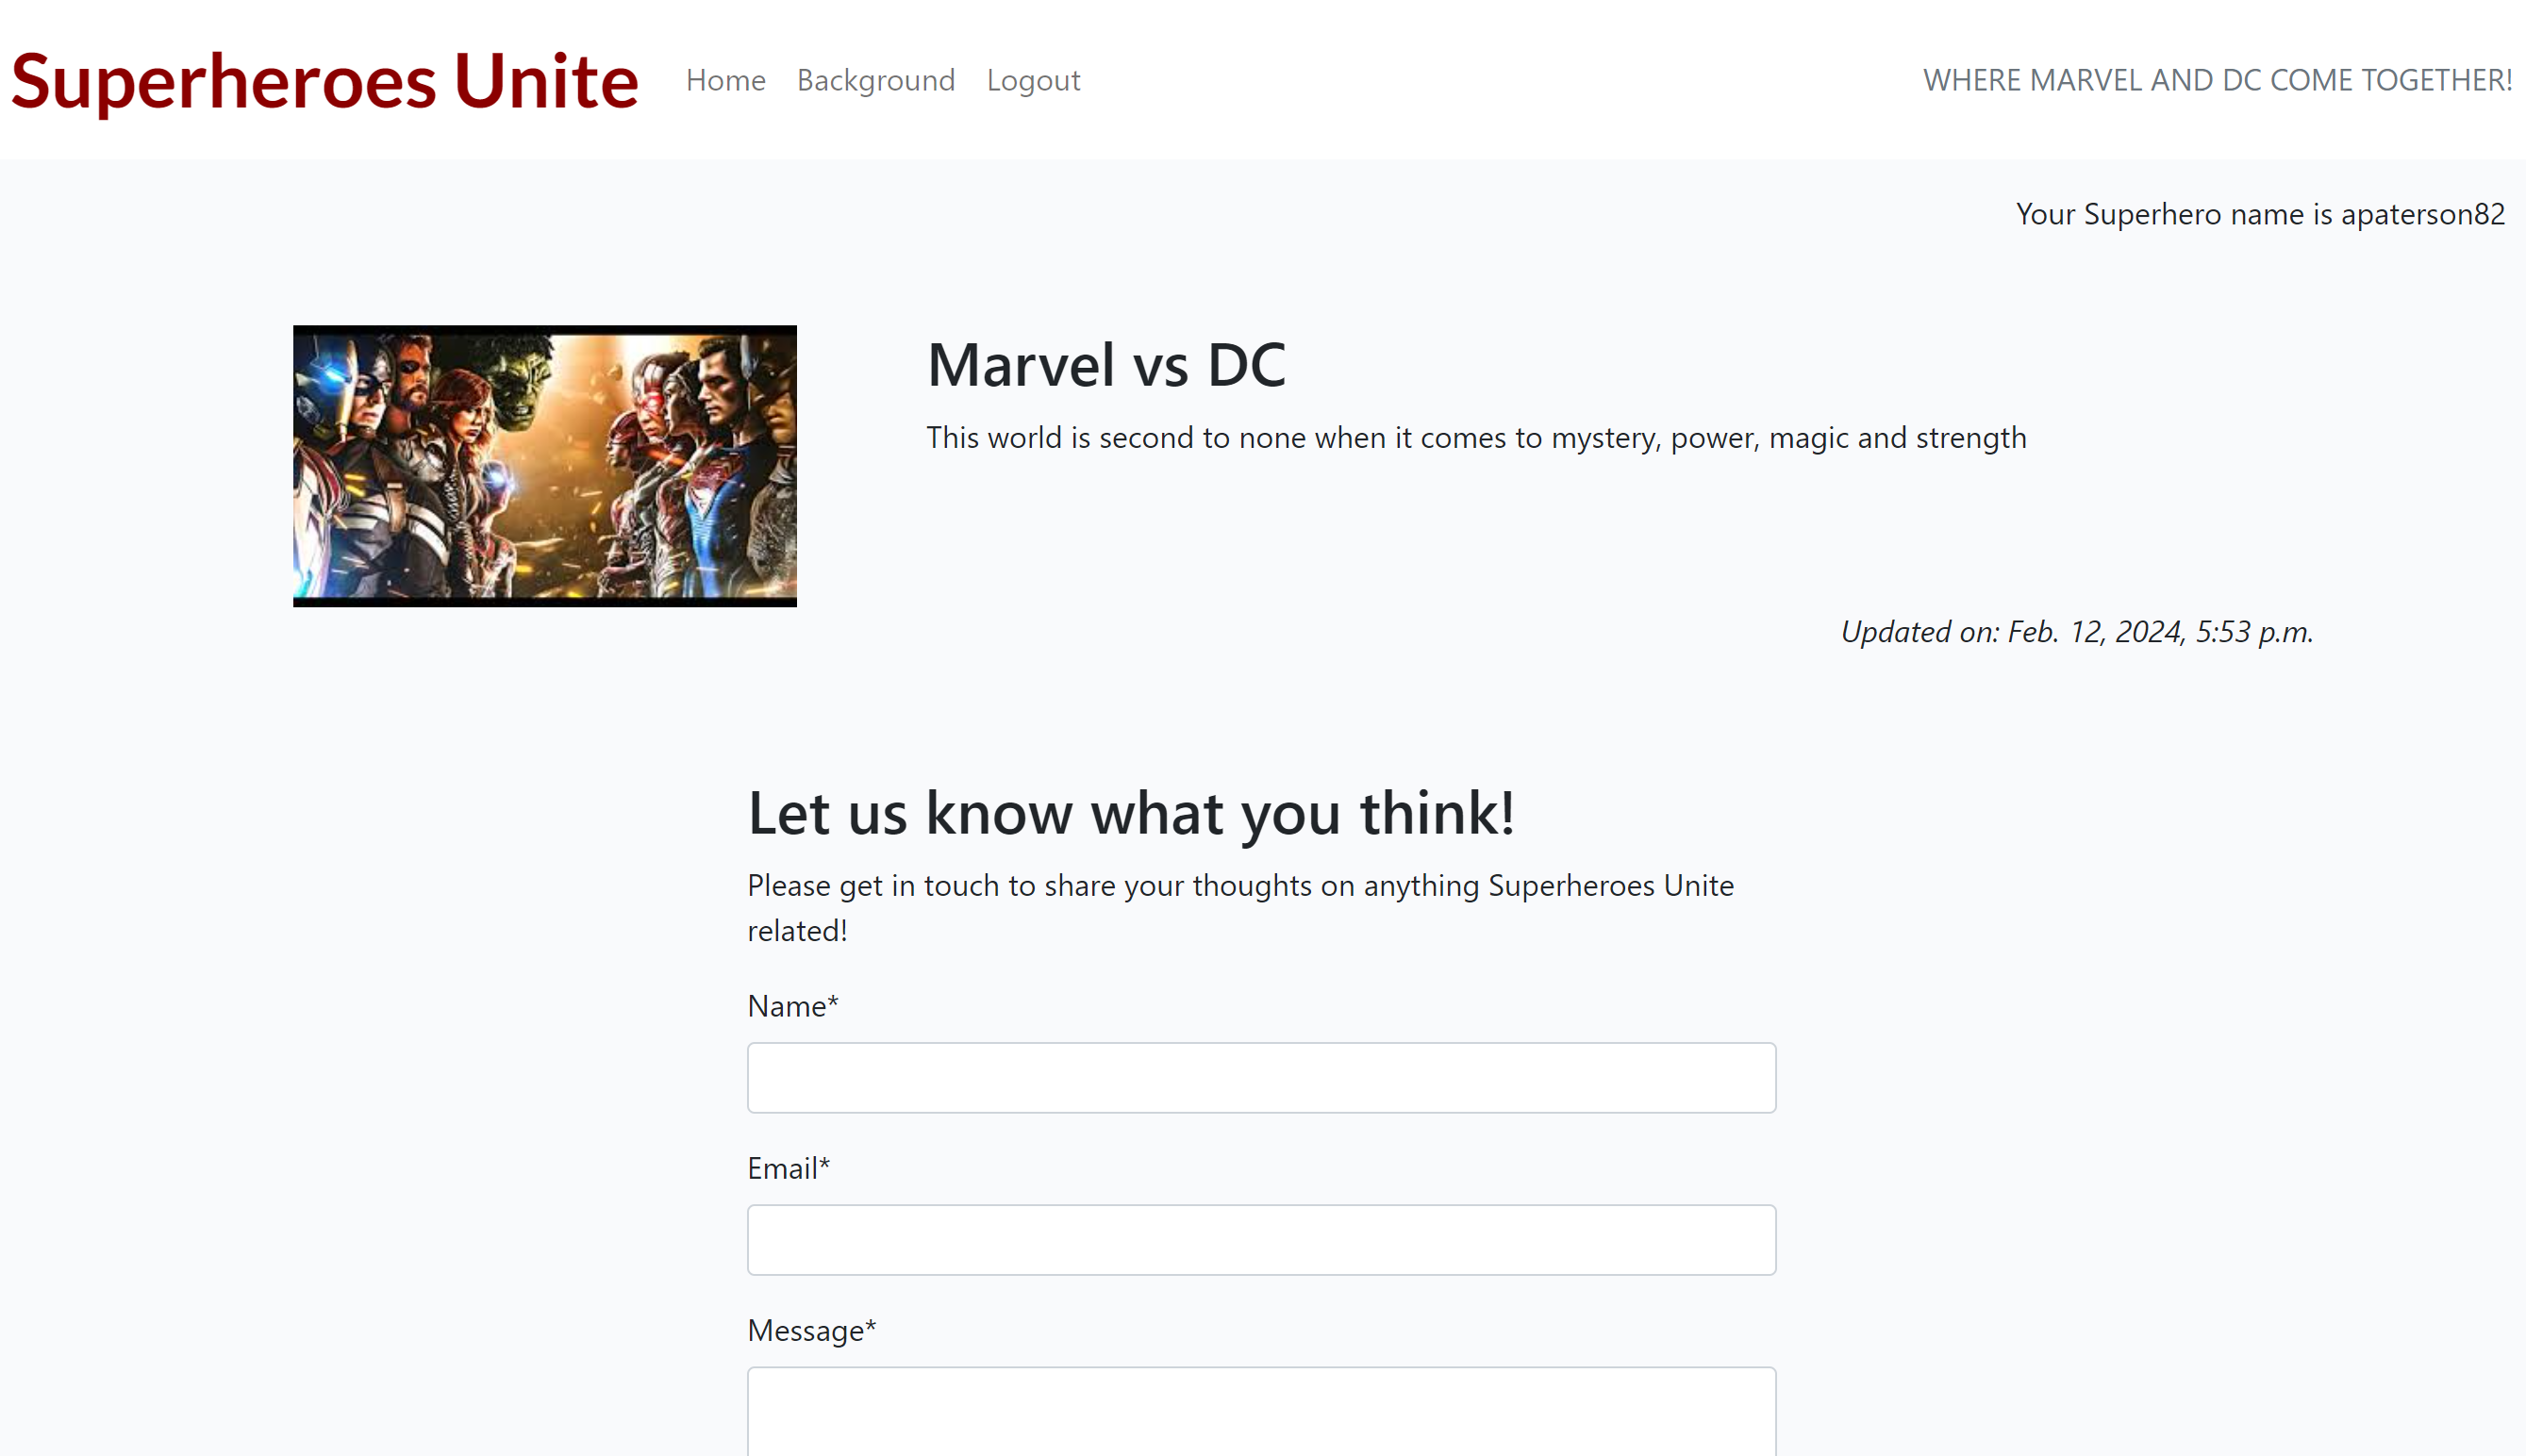 Superheroes Unite Home Background Logout WHERE MARVEL AND DC COME TOGETHER!
Your Superhero name is apaterson82
Marvel vs DC
This world is second to none when it comes to mystery, power, magic and strength
Updated on: Feb. 12, 2024, 5:53 p.m.
Let us know what you think!
Please get in touch to share your thoughts on anything Superheroes Unite
related!
Name*
Email*
Message*